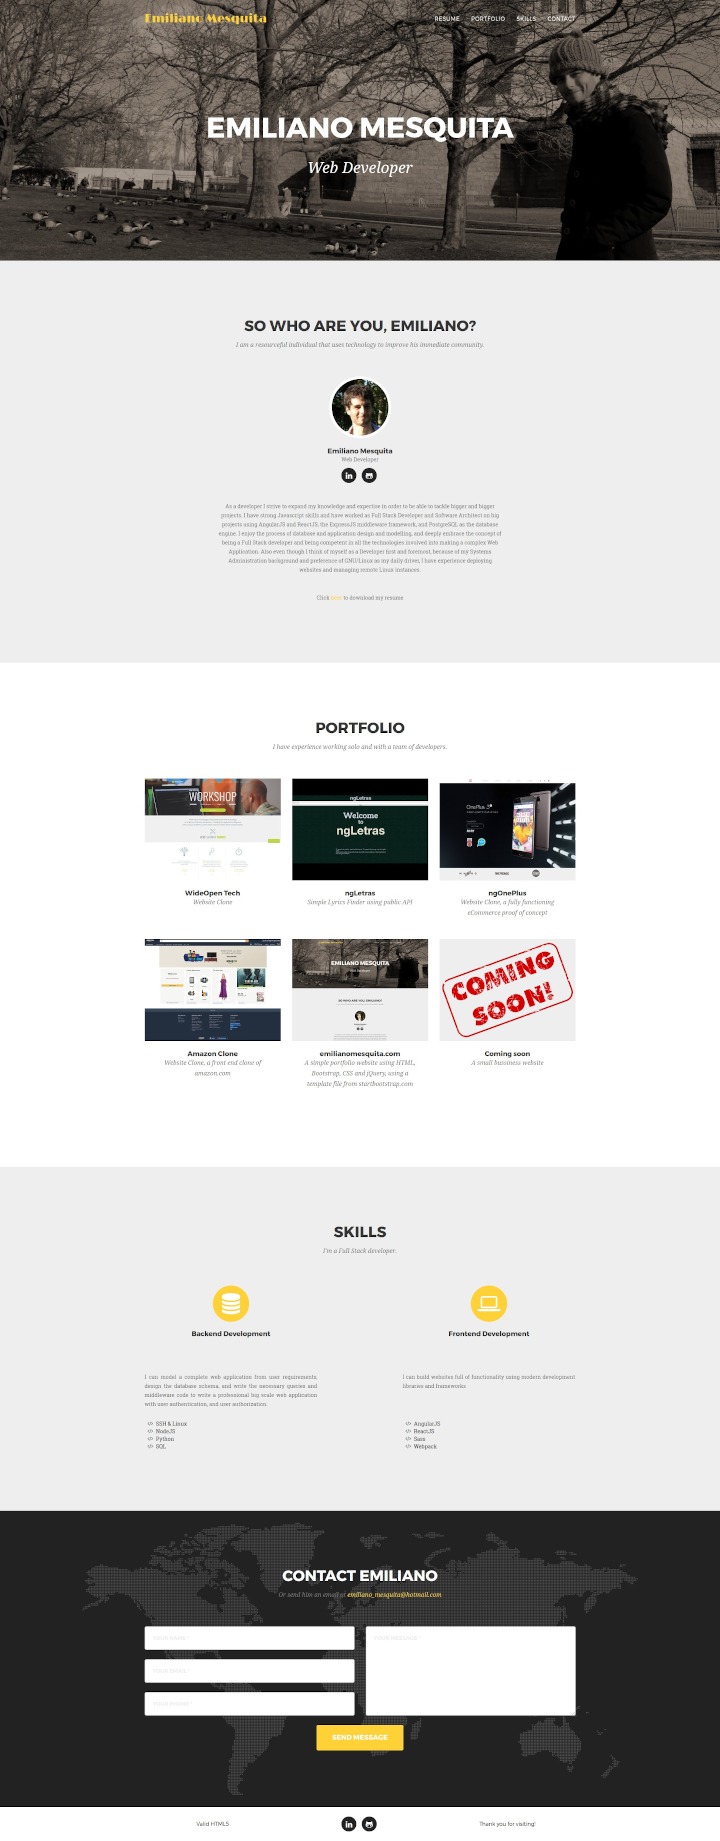 Emiliano Mesquita
RESUME PORTFOLIO SKILLS CONTACT
EMILIANO MESQUITA
Web Developer
SO WHO ARE YOU, EMILIANO?
I am a resourceful individual that uses technology to improve his immediate community.
Emiliano Mesquita
Web Developer
As a developer I strive to expand my knowledge and expertise in order to be able to tackle bigger and bigger
projects. I have strong Javascript skills and have worked as Full Stack Developer and Software Architect on big
projects using AngularJS and ReactJS, the ExpressJS middleware framework, and PostgreSQL as the database
engine. I enjoy the process of database and application design and modelling, and deeply embrace the concept of
being a Full Stack developer and being competent in all the technologies involved into making a complex Web
Application. Also even though I think of myself as a Developer first and foremost, because of my Systems
Administration background and preference of GNU/Linux as my daily driver, I have experience deploying
websites and managing remote Linux instances.
Click here to download my resume
PORTFOLIO
I have experience working solo and with a team of developers.
WORKSHOP
ngLetras
Welcome
to
ngLetras
OnePlus 3
WideOpen Tech
Website Clone
ngLetras
Simple Lyrics Finder using public API
ngOnePlus
Website Clone, a fully functioning
eCommerce proof of concept
EMILIANO MESQUITA
COMING
SOON!
Amazon Clone
Website Clone, a front end clone of
amazon.com
emilianomesquita.com
A simple portfolio website using HTML,
Bootstrap, CSS and jQuery, using a
template file from startbootstrap.com
Coming soon
A small bussiness website
SKILLS
I'm a Full Stack developer.
Backend Development
I can model a complete web application from user requirements,
design the database schema, and write the necessary queries and
middleware code to write a professional big scale web application
with user authentication, and user authorization.
SSH & Linux
NodeJS
Python
SQL
Frontend Development
I can build websites full of functionality using modern development
libraries and frameworks
AngularJS
ReactJS
Sass
Webpack
CONTACT EMILIANO
Or send him an email at emiliano_mesquita@hotmail.com
YOUR NAME *
YOUR EMAIL *
YOUR PHONE *
YOUR MESSAGE *
SEND MESSAGE
Valid HTML5
in
Thank you for visiting!